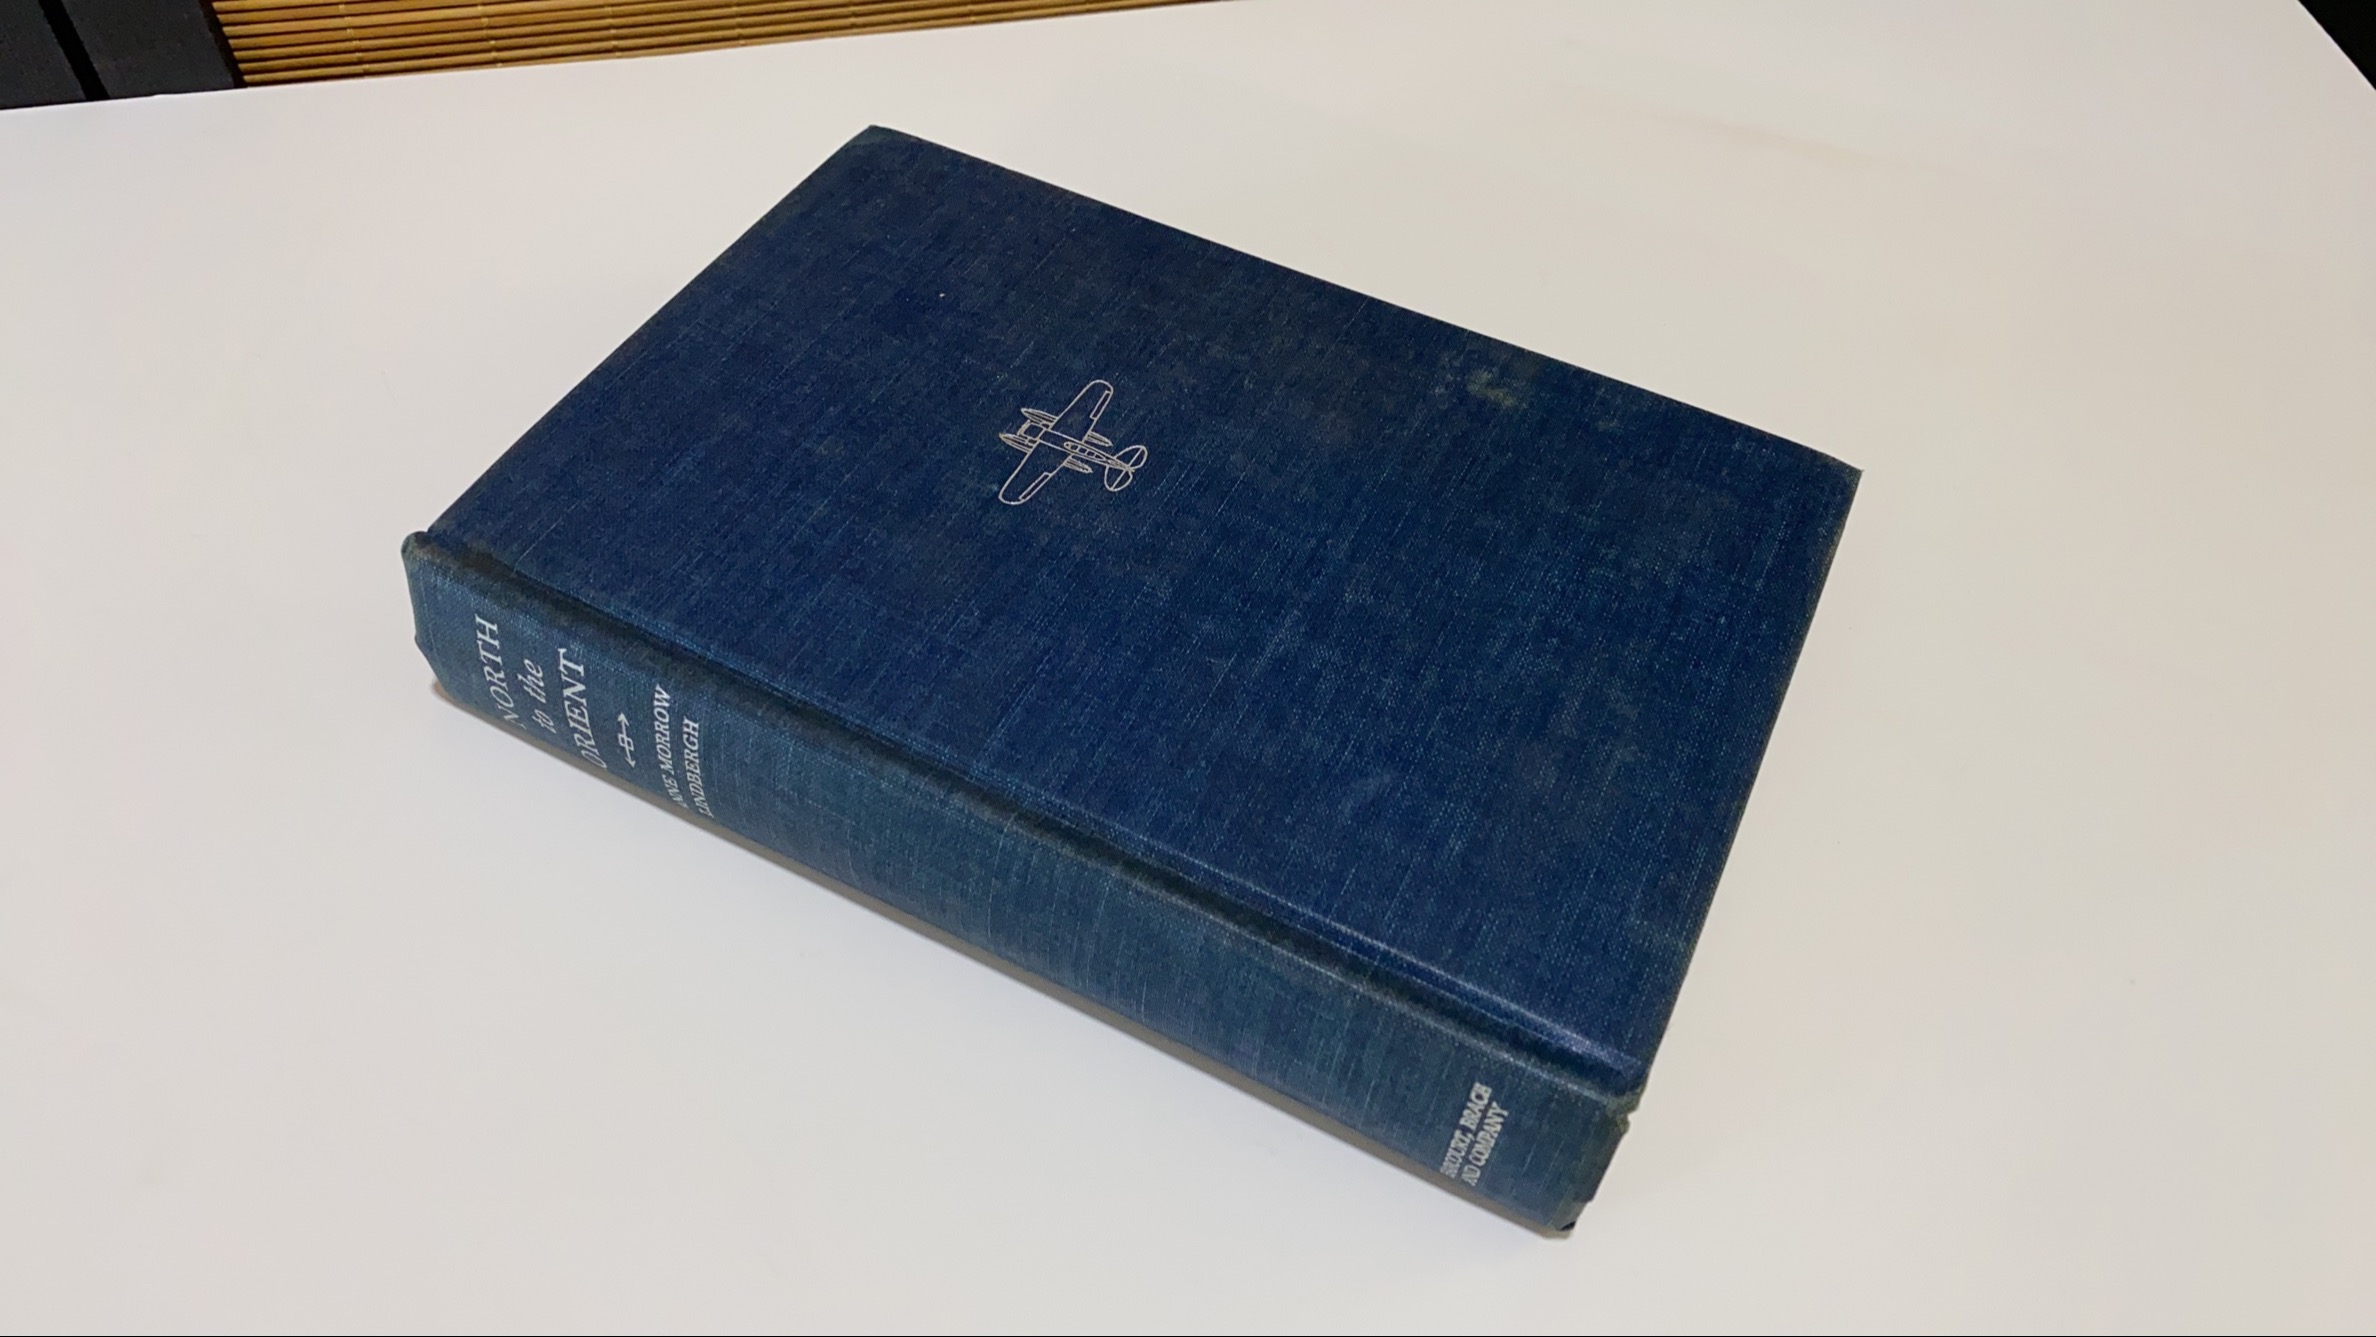 NORTH
to the
ORIENT
ANNE MORROW
LINDBERGH
HARCOURT, BRACE
AND COMPANY